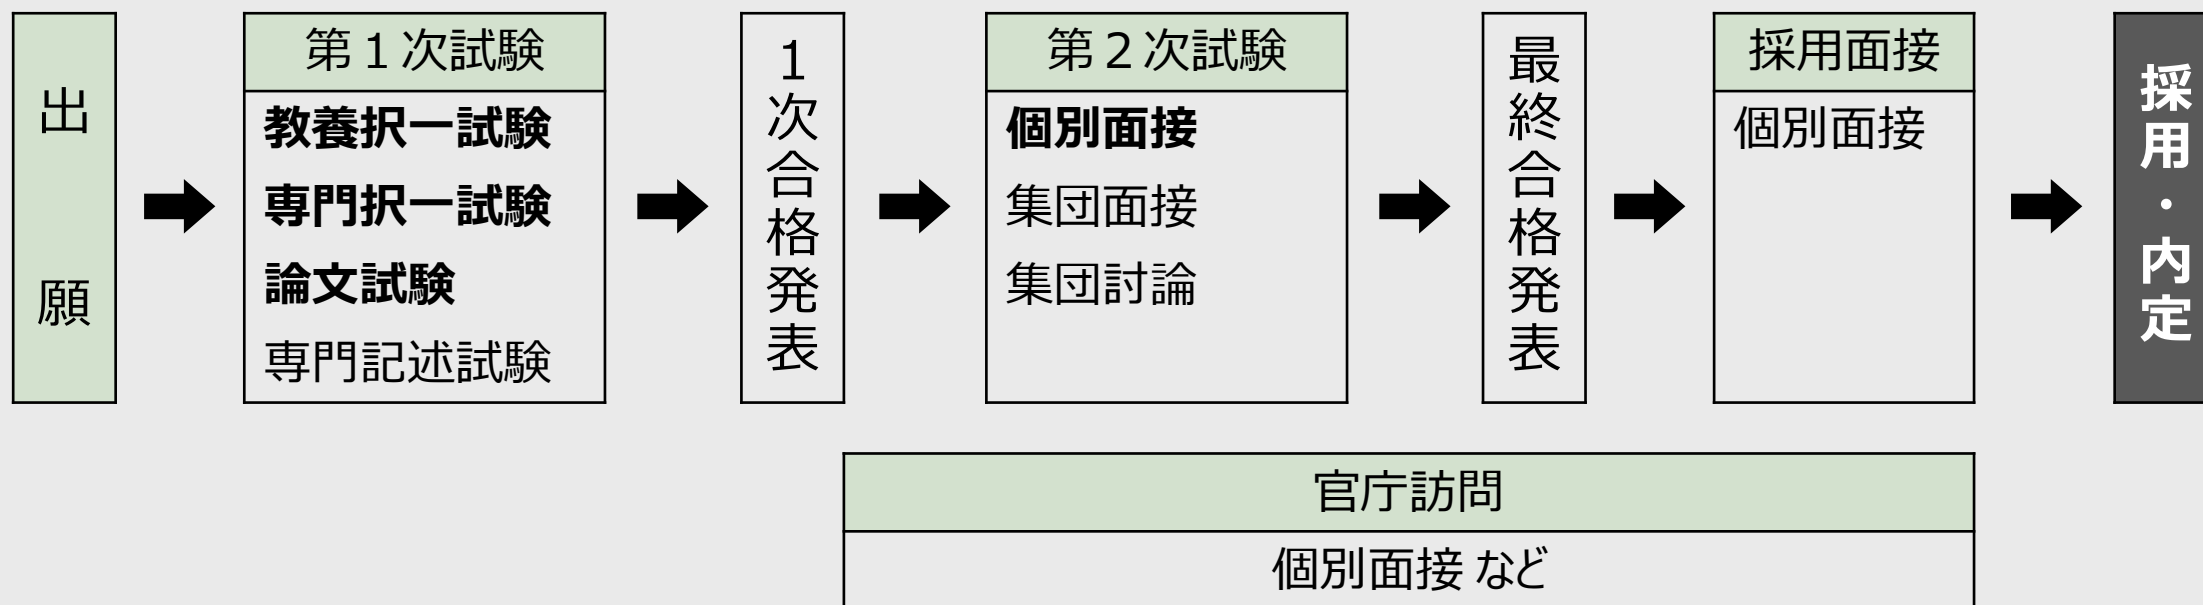 出願
第１次試験
教養択一試験
専門択一試験
論文試験
専門記述試験
１次合格発表
第２次試験
個別面接
集団面接
集団討論
最終合格発表
採用面接
個別面接
採用・内定
官庁訪問
個別面接 など